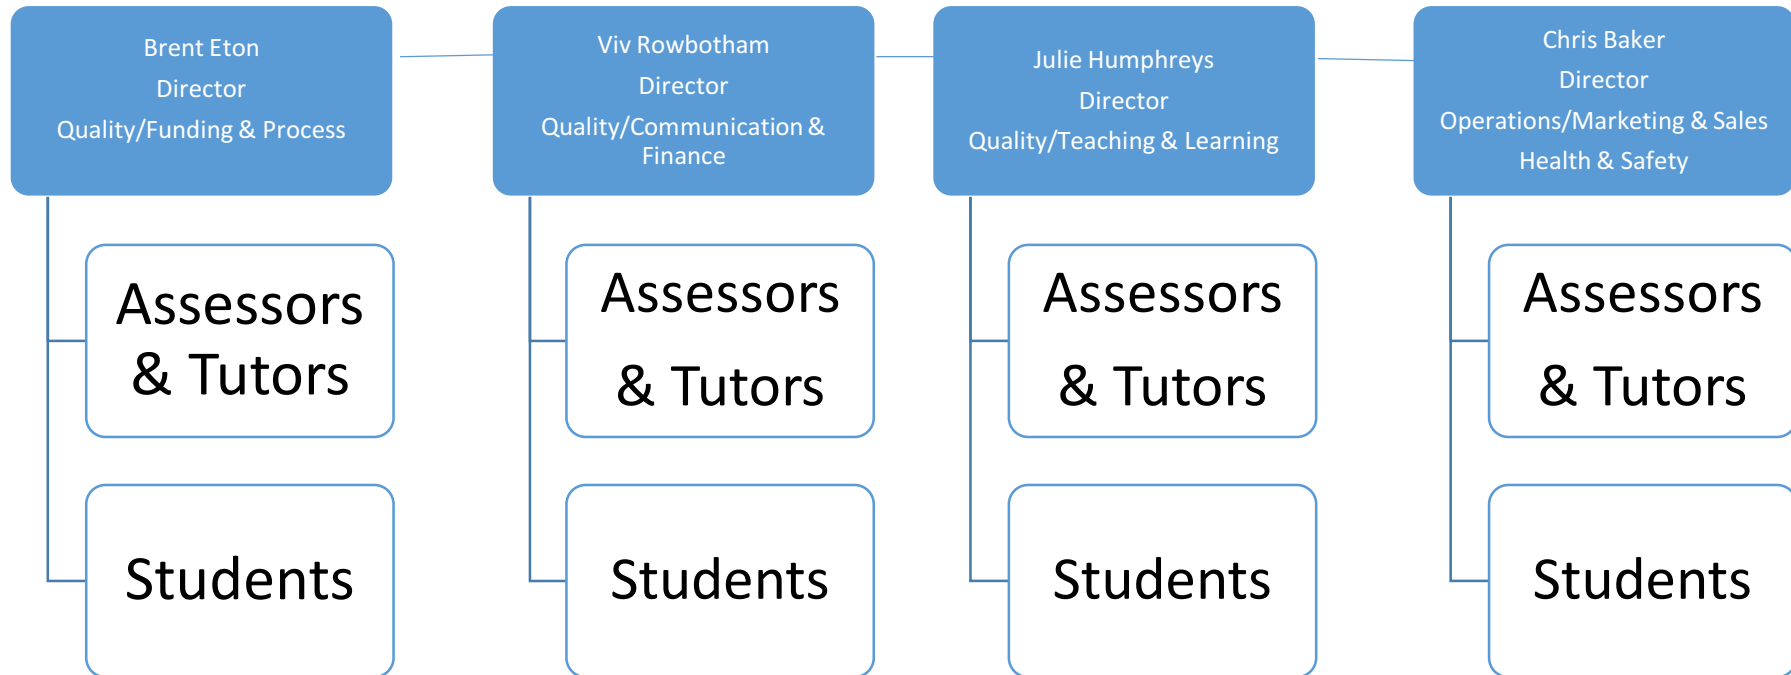 Brent Eton
Director
Quality/Funding & Process
Viv Rowbotham
Director
Quality/Communication &
Finance
Julie Humphreys
Director
Quality/Teaching & Learning
Chris Baker
Director
Operations/Marketing & Sales
Health & Safety
Assessors
& Tutors
Assessors
& Tutors
Assessors
& Tutors
Assessors
& Tutors
Students
Students
Students
Students